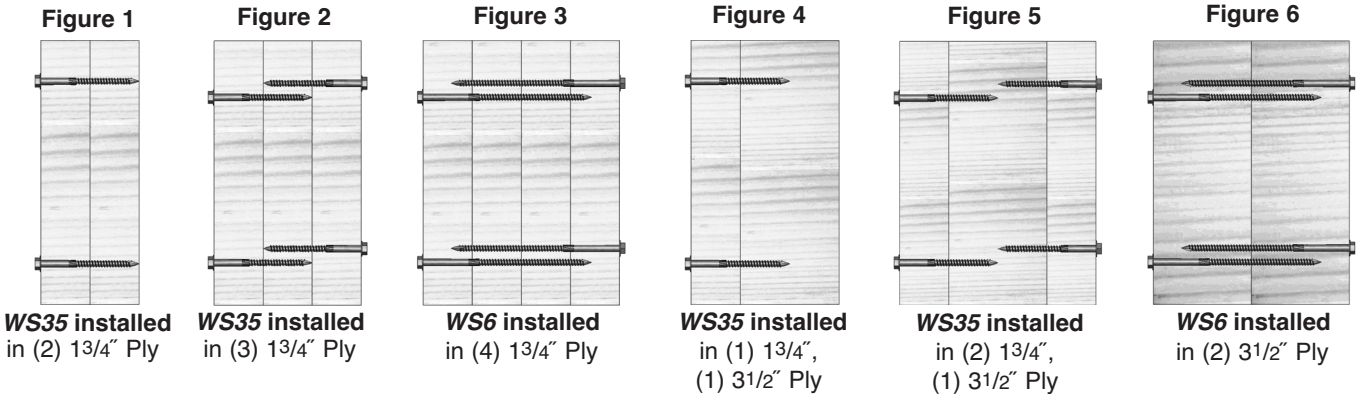 Figure 1
Figure 2
Figure 3
Figure 4
Figure 5
Figure 6
WS35 installed
in (2) 13/4″ Ply
WS35 installed
in (3) 13/4″ Ply
WS6 installed
in (4) 13/4″ Ply
WS35 installed
in (1) 13/4″,
(1) 31/2″ Ply
WS35 installed
in (2) 13/4″,
(1) 31/2″ Ply
WS6 installed
in (2) 31/2″ Ply